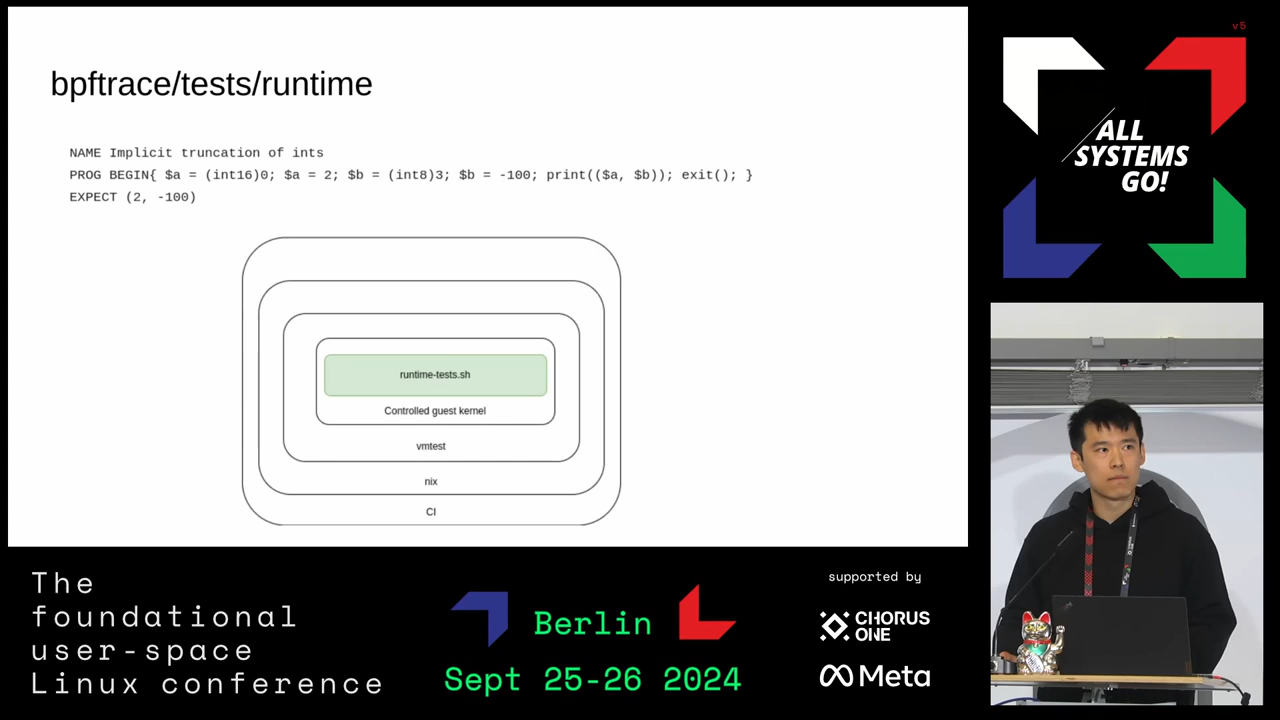 bpftrace/tests/runtime
NAME Implicit truncation of ints
PROG BEGIN{ $a = (int16)0; $a = 2; $b = (int8)3; $b = -100; print(($a, $b)); exit(); }
EXPECT (2, -100)
runtime-tests.sh
Controlled guest kernel
vmtest
nix
CI
v5
ALL
SYSTEMS
GO!
The
foundational
user-space
Linux conference
Berlin
Sept 25-26 2024
supported by
CHORUS
ONE
Meta